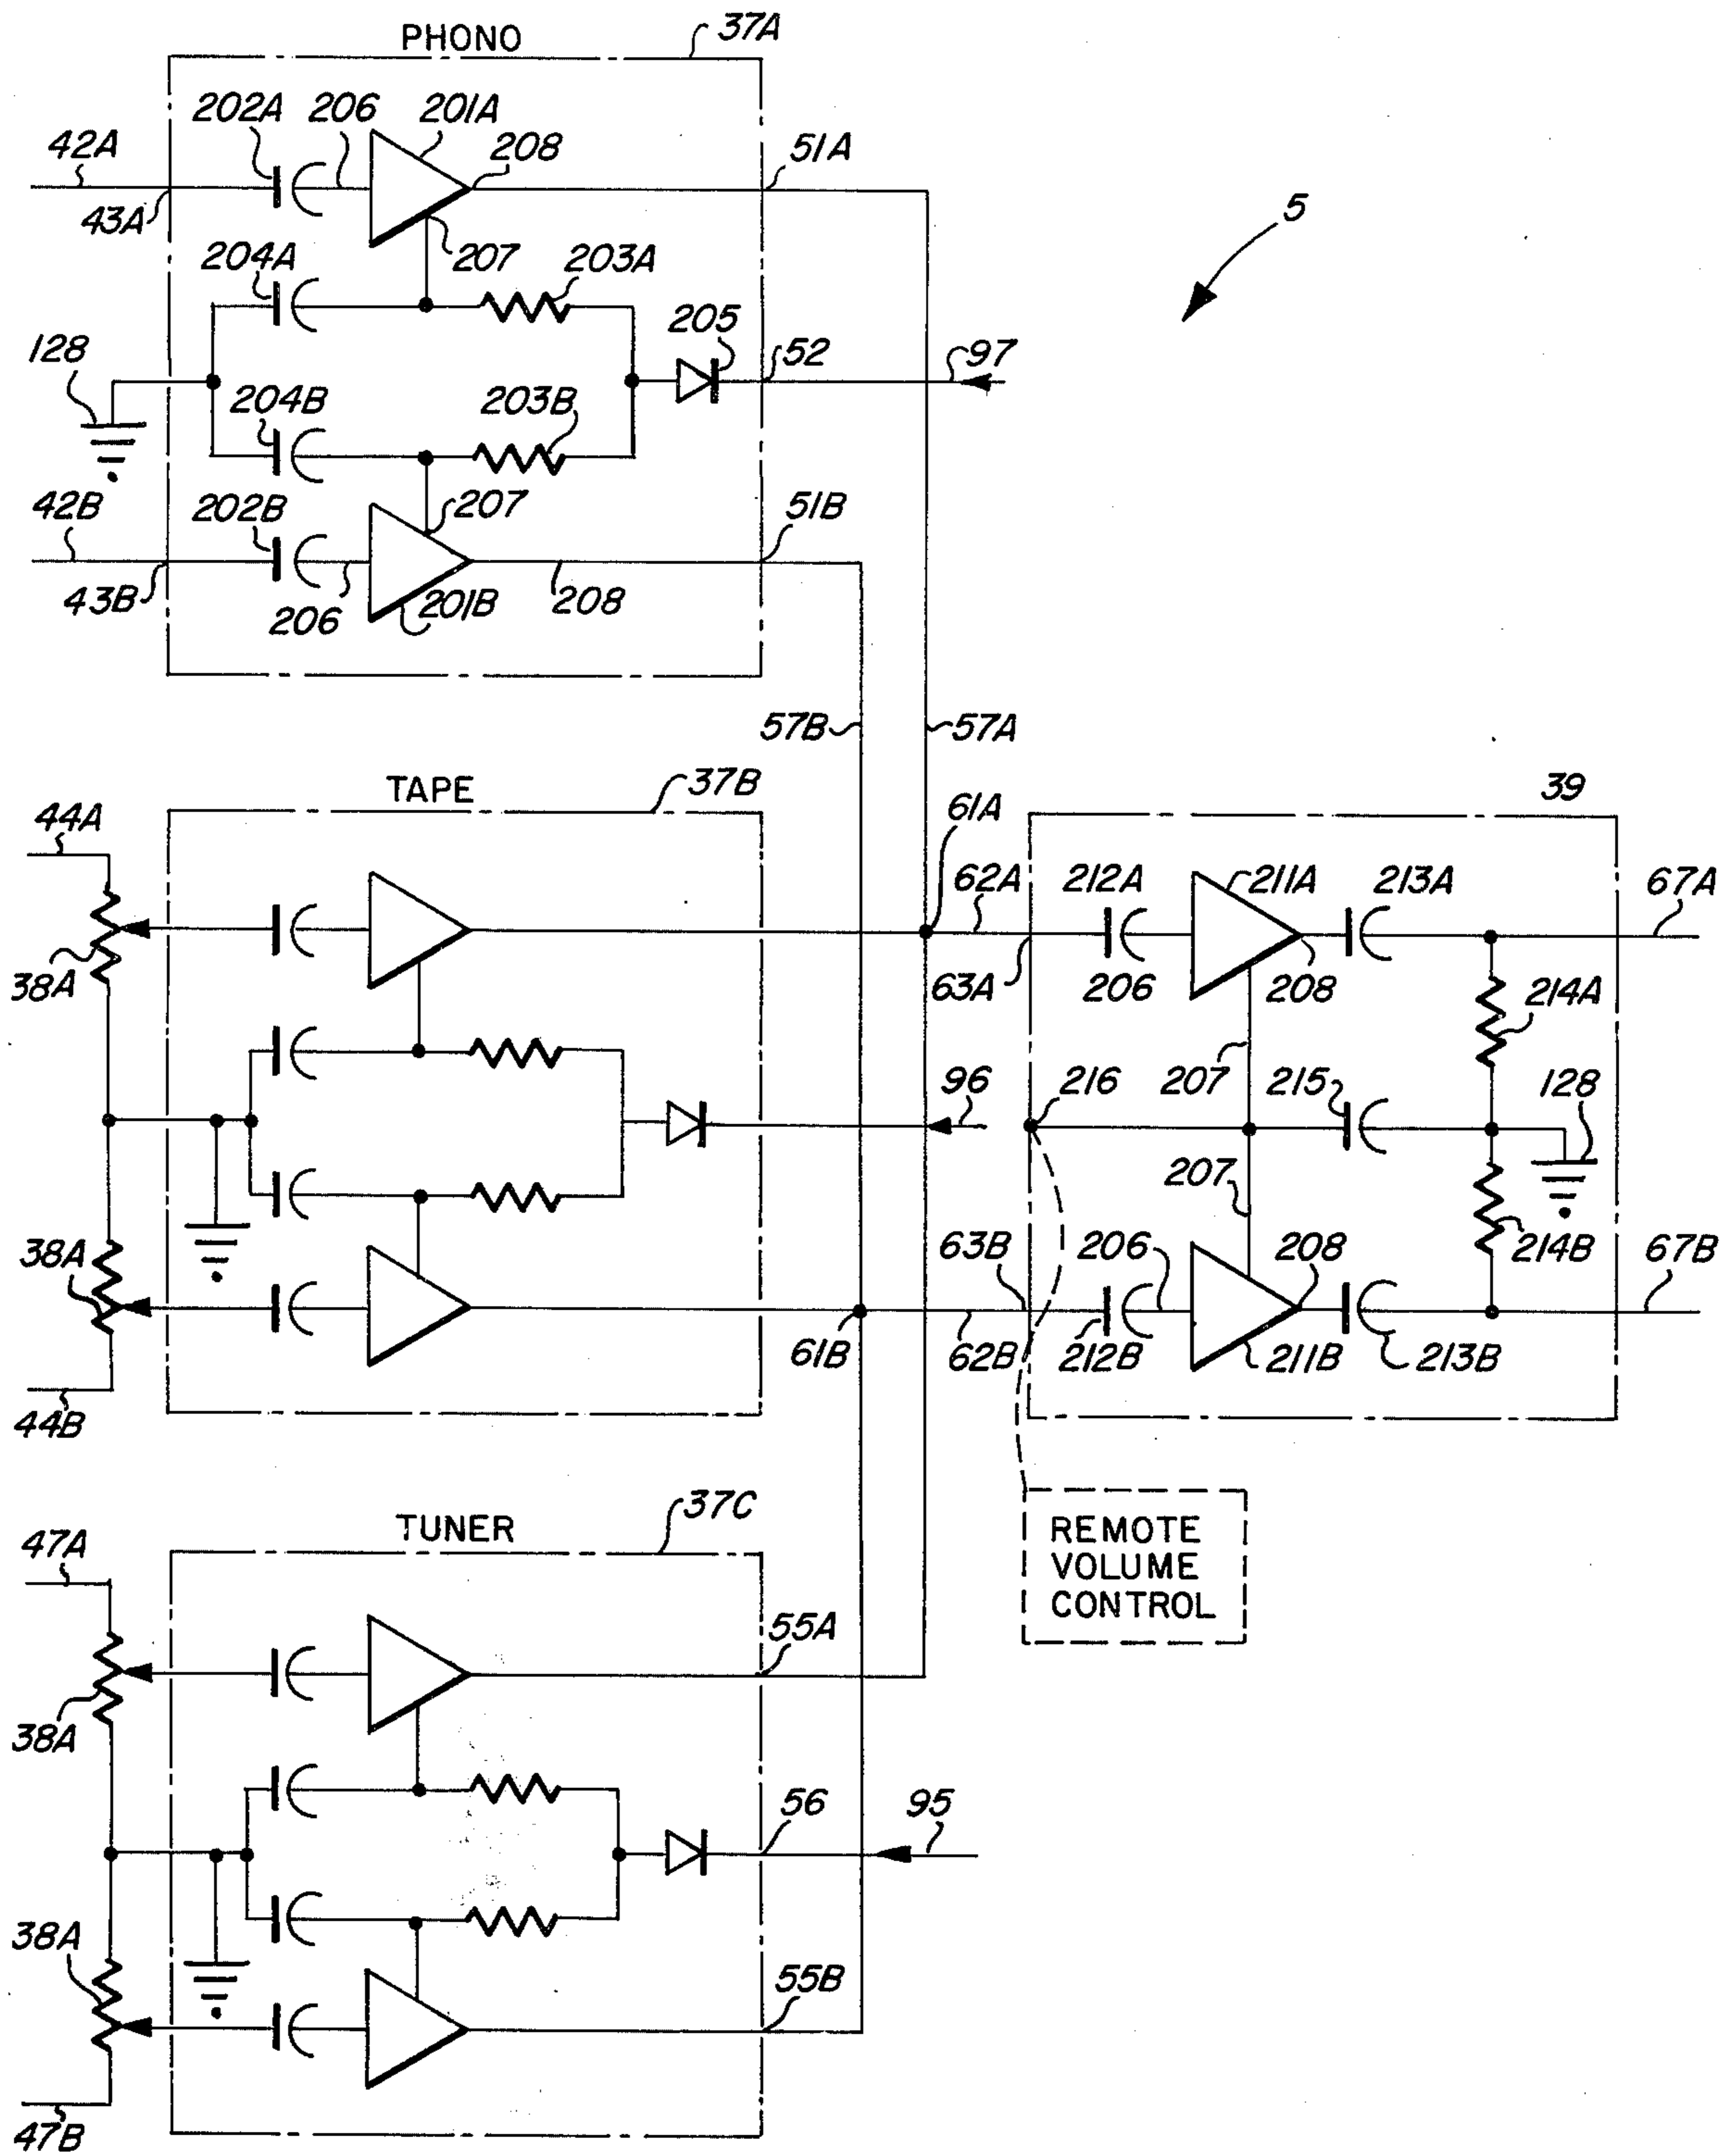 PHONO
37A
202A
206
201A
208
51A
42A
43A
5
207
204A
203A
205
52
97
128
204B
203B
42B
202B
207
51B
43B
206
201B
208
57B
57A
TAPE
37B
39
44A
61A
62A
212A
211A
213A
67A
38A
63A
206
208
214A
96
216
207
215
128
207
38A
63B
206
208
214B
67B
61B
62B
212B
211B
213B
44B
TUNER
37C
REMOTE
VOLUME
CONTROL
47A
55A
38A
56
95
38A
55B
47B